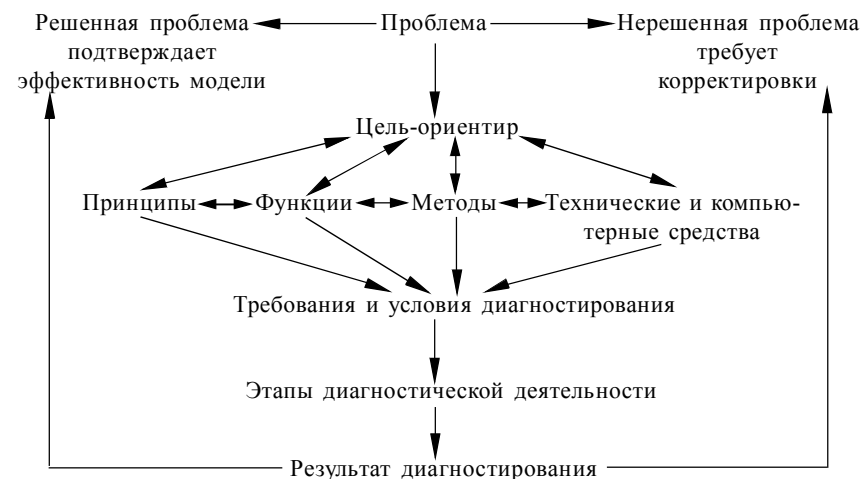 Решенная проблема
подтверждает
эффективность модели
Проблема
Нерешенная проблема
требует
корректировки
Цель-ориентир
Принципы
Функции
Методы
Технические и компью-
терные средства
Требования и условия диагностирования
Этапы диагностической деятельности
Результат диагностирования